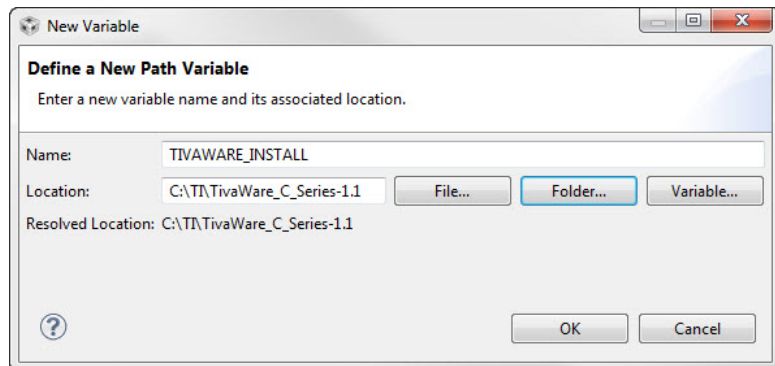 New Variable
Define a New Path Variable
Enter a new variable name and its associated location.
Name: TIVAWARE_INSTALL
Location: C:\TI\TivaWare_C_Series-1.1 File... Folder... Variable...
Resolved Location: C:\TI\TivaWare_C_Series-1.1
? OK Cancel